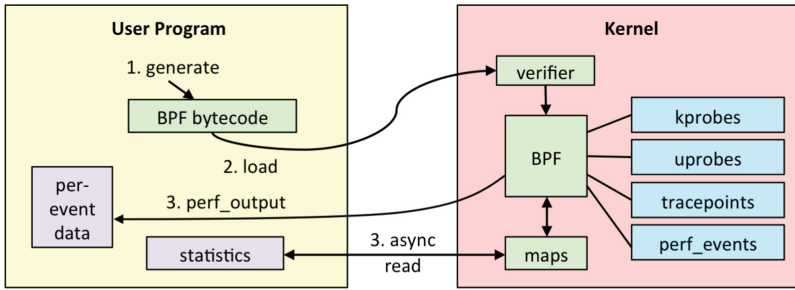 User Program
1. generate
BPF bytecode
2. load
per-
event
data
3. perf_output
statistics
3. async
read
Kernel
verifier
BPF
maps
kprobes
uprobes
tracepoints
perf_events